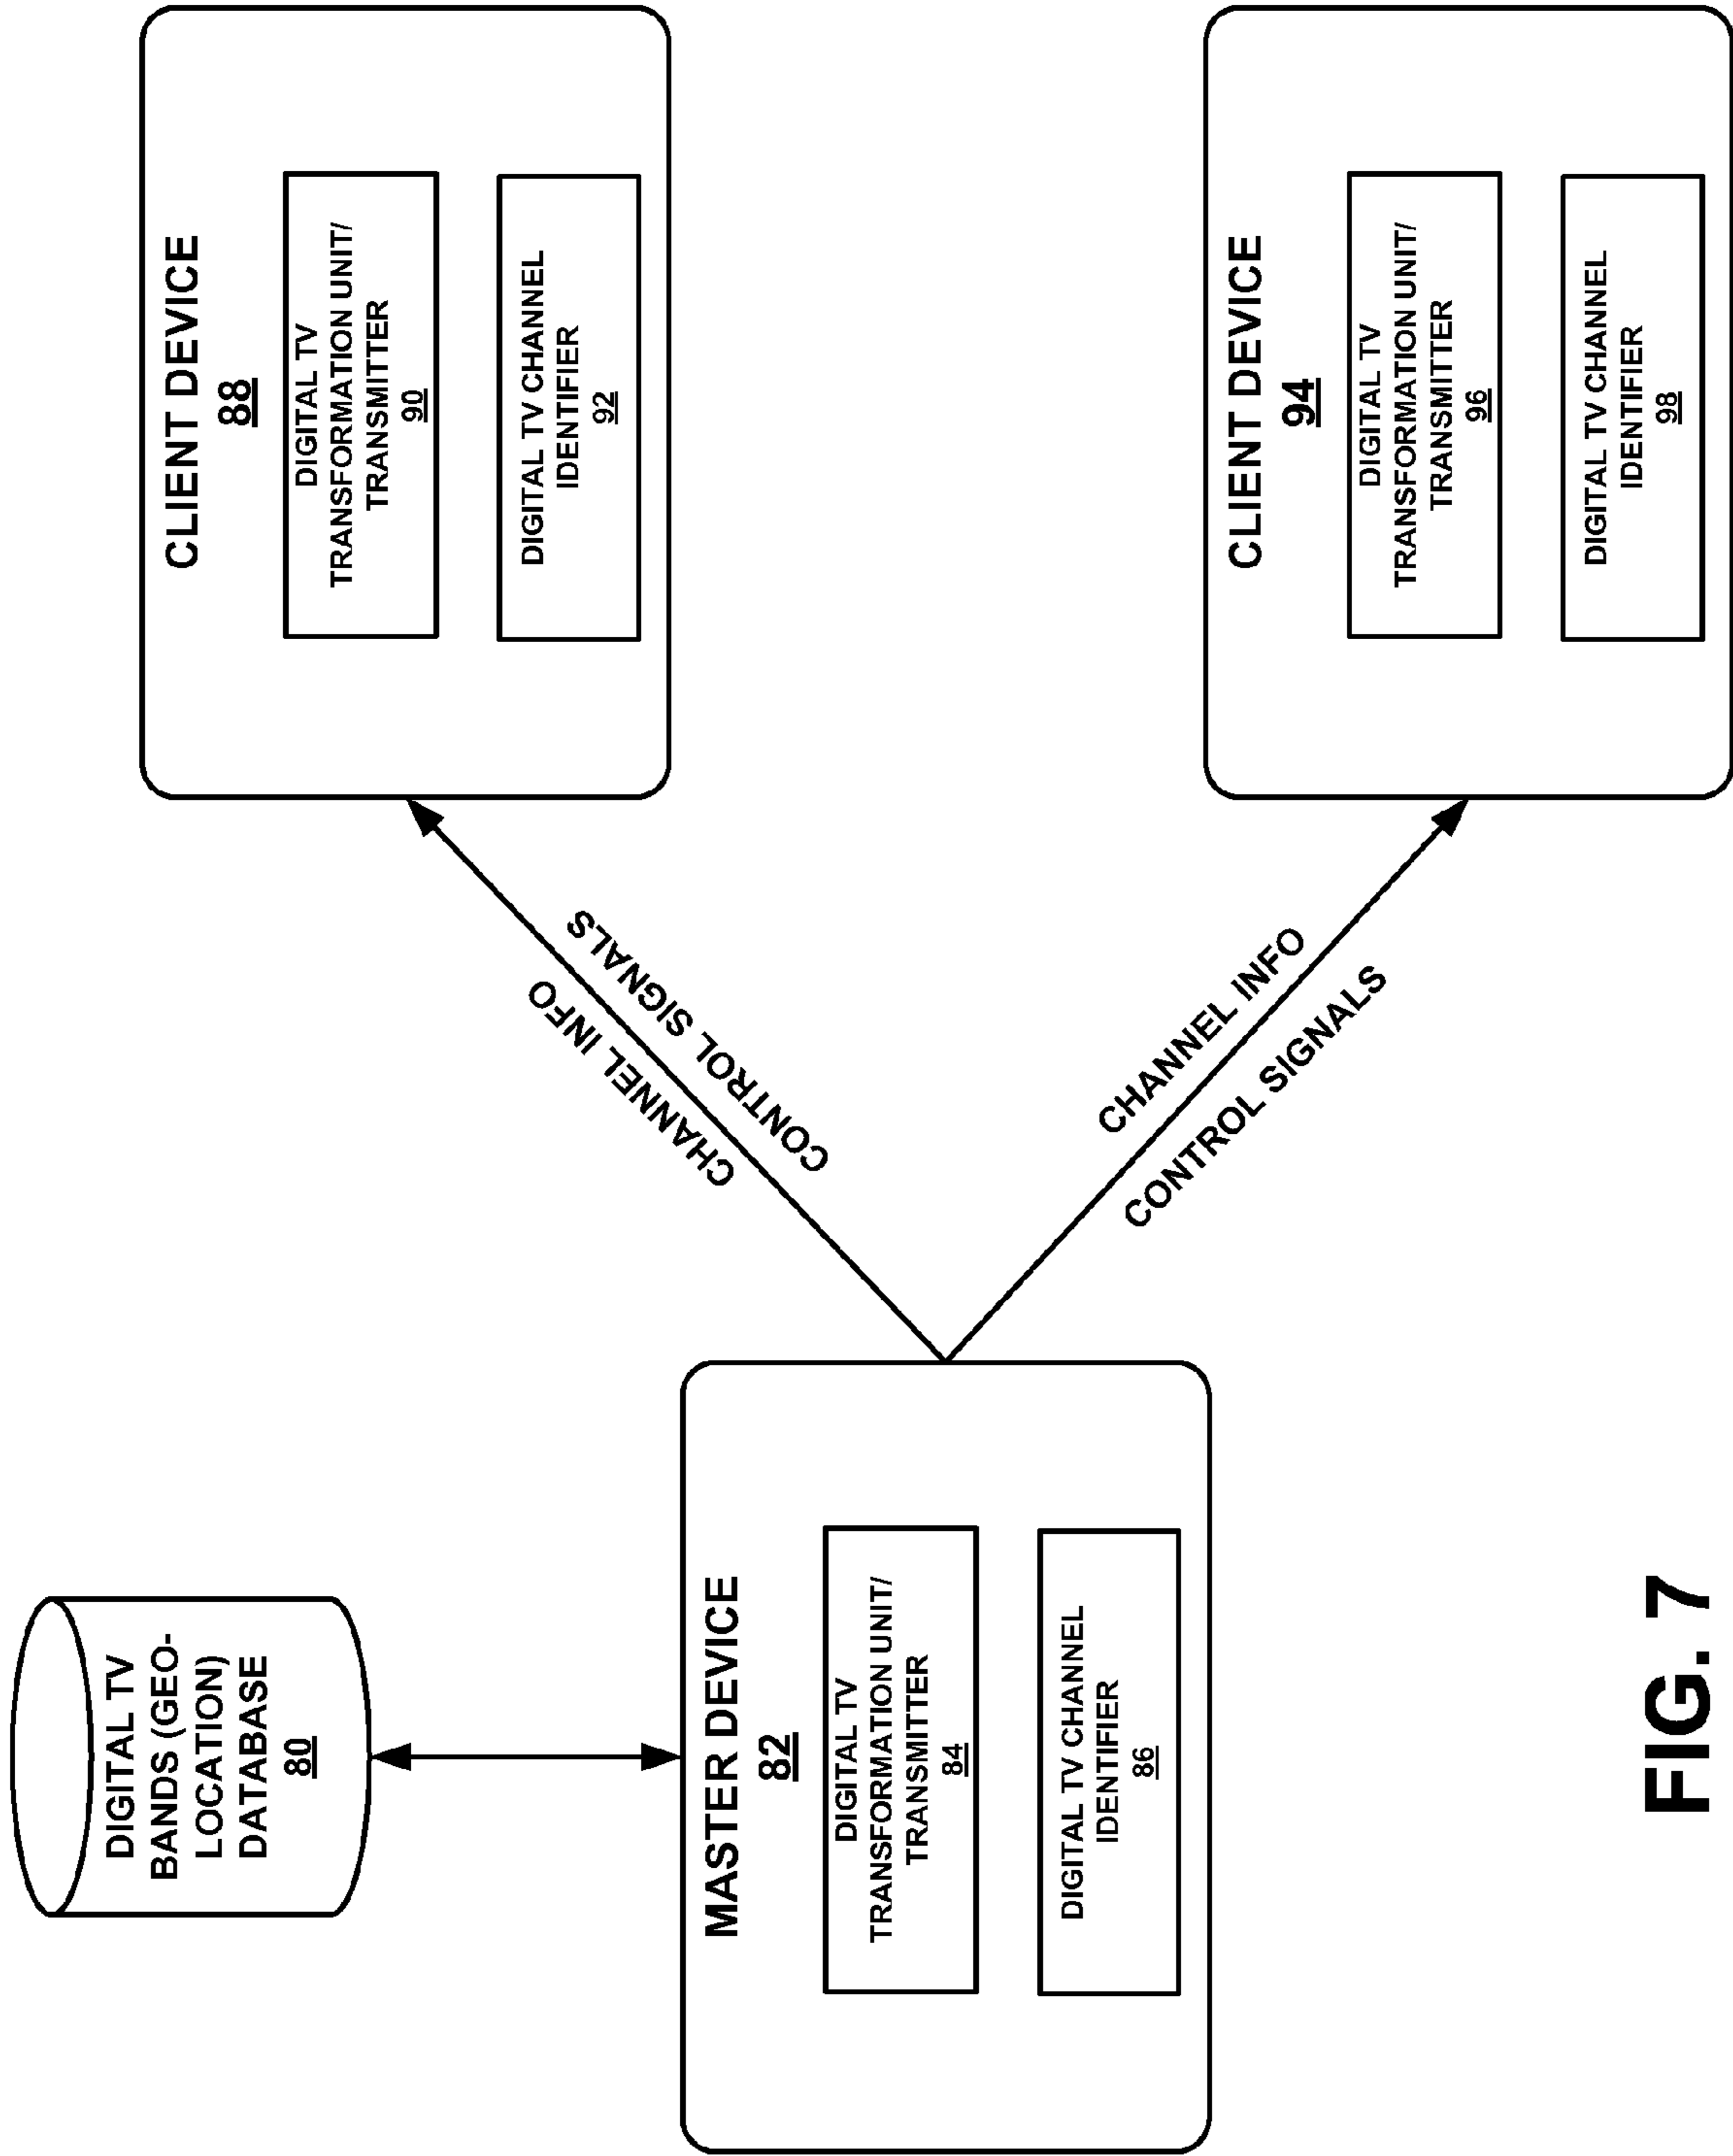 DIGITAL TV
BANDS (GEO-
LOCATION)
DATABASE
80
MASTER DEVICE
82
DIGITAL TV
TRANSFORMATION UNIT/
TRANSMITTER
84
DIGITAL TV CHANNEL
IDENTIFIER
86
CHANNEL INFO
CONTROL SIGNALS
CHANNEL INFO
CONTROL SIGNALS
CLIENT DEVICE
88
DIGITAL TV
TRANSFORMATION UNIT/
TRANSMITTER
90
DIGITAL TV CHANNEL
IDENTIFIER
92
CLIENT DEVICE
94
DIGITAL TV
TRANSFORMATION UNIT/
TRANSMITTER
96
DIGITAL TV CHANNEL
IDENTIFIER
98
FIG. 7